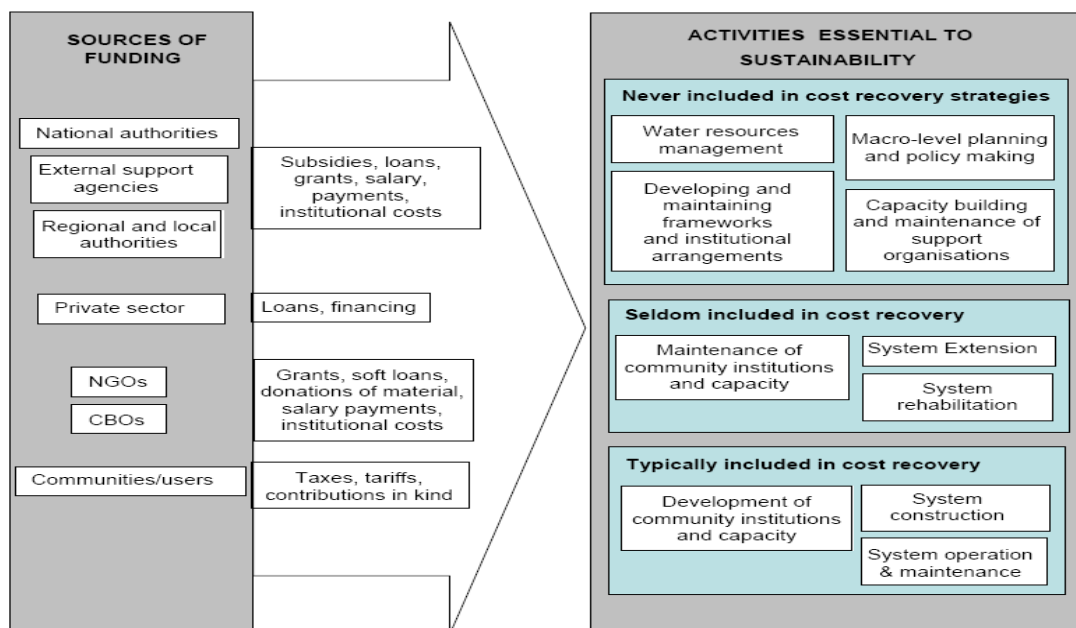 SOURCES OF
FUNDING
National authorities
External support
agencies
Regional and local
authorities
Private sector
NGOs
CBOs
Communities/users
Subsidies, loans,
grants, salary,
payments,
institutional costs
Loans, financing
Grants, soft loans,
donations of material,
salary payments,
institutional costs
Taxes, tariffs,
contributions in kind
ACTIVITIES ESSENTIAL TO
SUSTAINABILITY
Never included in cost recovery strategies
Water resources
management
Macro-level planning
and policy making
Developing and
maintaining
frameworks
and institutional
arrangements
Capacity building
and maintenance of
support
organisations
Seldom included in cost recovery
Maintenance of
community institutions
and capacity
System Extension
System
rehabilitation
Typically included in cost recovery
Development of
community institutions
and capacity
System
construction
System operation
& maintenance